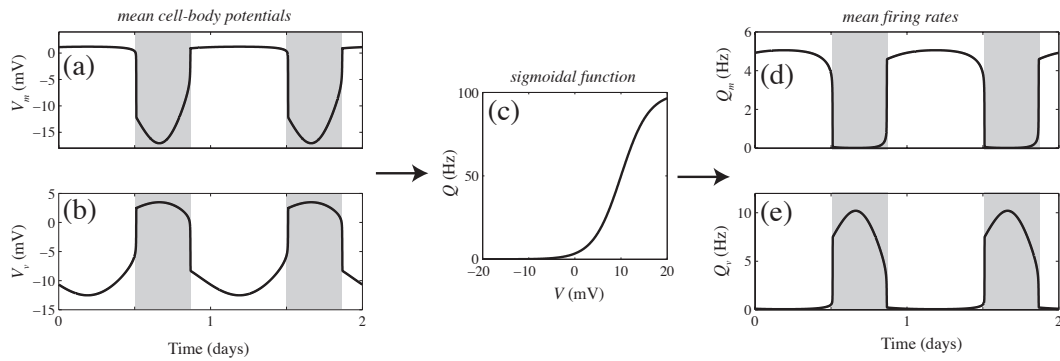 mean cell-body potentials
(a)
V_m (mV)
0
−5
−10
−15
(b)
V_v (mV)
5
0
−5
−10
−15
0
1
2
Time (days)
sigmoidal function
(c)
Q (Hz)
100
50
0
−20
−10
0
10
20
V (mV)
mean firing rates
(d)
Q_m (Hz)
6
4
2
0
(e)
Q_v (Hz)
10
5
0
0
1
2
Time (days)